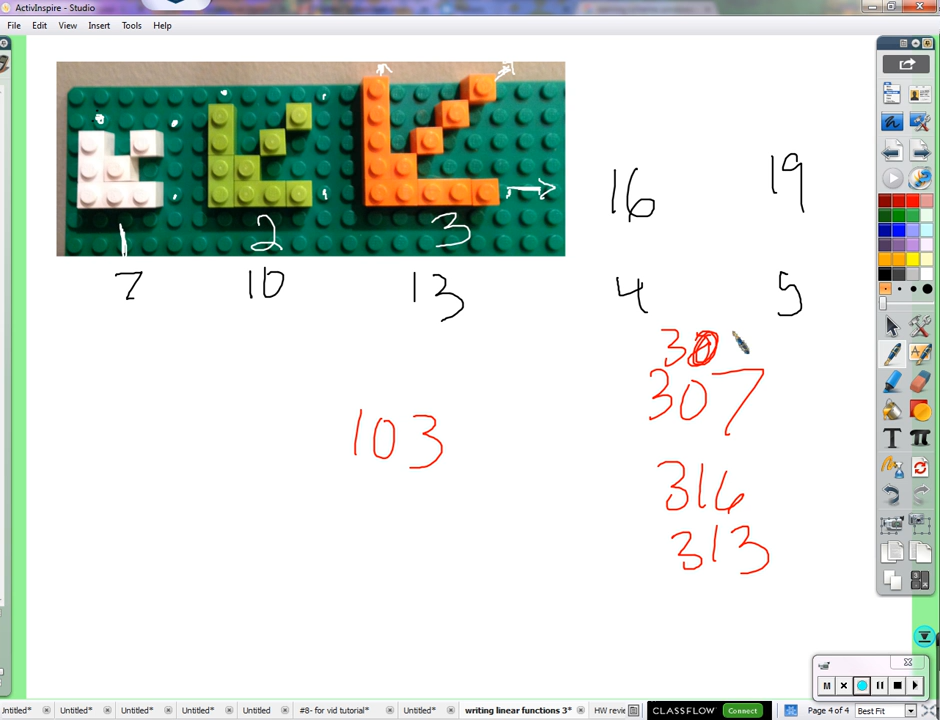 ActivInspire - Studio
File Edit View Insert Tools Help
1 2 3
7 10 13
16 19
4 5
30
307
103
316
313
Untitled* Untitled* Untitled* Untitled* Untitled #8- for vid tutorial* Untitled* writing linear functions 3* HW revie CLASSFLOW Connect Page 4 of 4 Best Fit
M
T π